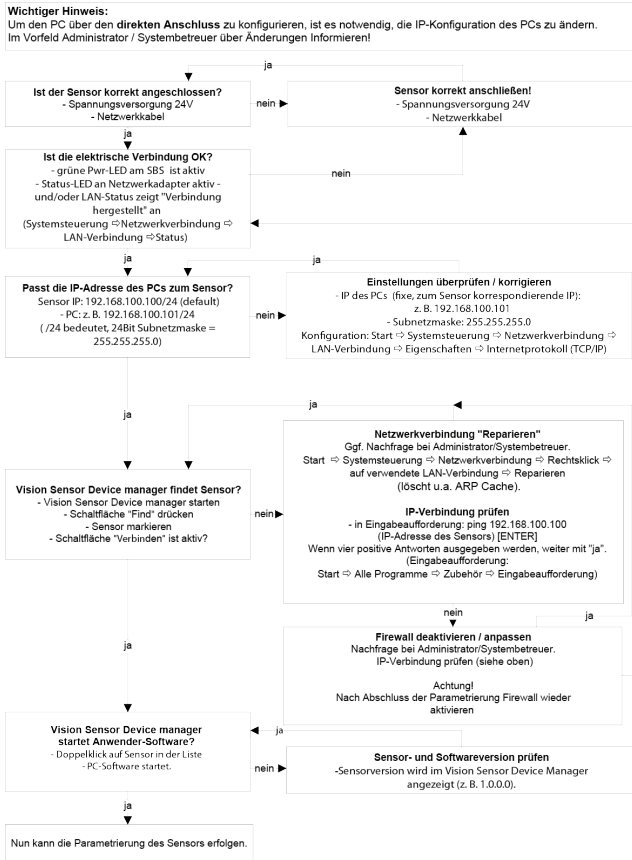 Wichtiger Hinweis:
Um den PC über den direkten Anschluss zu konfigurieren, ist es notwendig, die IP-Konfiguration des PCs zu ändern.
Im Vorfeld Administrator / Systembetreuer über Änderungen Informieren!
ja
Ist der Sensor korrekt angeschlossen?
- Spannungsversorgung 24V
- Netzwerkkabel
nein
Sensor korrekt anschließen!
- Spannungsversorgung 24V
- Netzwerkkabel
ja
Ist die elektrische Verbindung OK?
- grüne Pwr-LED am SBS ist aktiv
- Status-LED an Netzwerkadapter aktiv -
und/oder LAN-Status zeigt "Verbindung
hergestellt" an
(Systemsteuerung ⇨Netzwerkverbindung ⇨
LAN-Verbindung ⇨Status)
nein
ja
ja
Passt die IP-Adresse des PCs zum Sensor?
Sensor IP: 192.168.100.100/24 (default)
- PC: z. B. 192.168.100.101/24
( /24 bedeutet, 24Bit Subnetzmaske =
255.255.255.0)
nein
Einstellungen überprüfen / korrigieren
- IP des PCs (fixe, zum Sensor korrespondierende IP):
z. B. 192.168.100.101
- Subnetzmaske: 255.255.255.0
Konfiguration: Start ⇨ Systemsteuerung ⇨ Netzwerkverbindung ⇨
LAN-Verbindung ⇨ Eigenschaften ⇨ Internetprotokoll (TCP/IP)
ja
ja
Vision Sensor Device manager findet Sensor?
- Vision Sensor Device manager starten
- Schaltfläche "Find" drücken
- Sensor markieren
- Schaltfläche "Verbinden" ist aktiv?
nein
Netzwerkverbindung "Reparieren"
Ggf. Nachfrage bei Administrator/Systembetreuer.
Start ⇨ Systemsteuerung ⇨ Netzwerkverbindung ⇨ Rechtsklick ⇨
auf verwendete LAN-Verbindung ⇨ Reparieren
(löscht u.a. ARP Cache).
IP-Verbindung prüfen
- in Eingabeaufforderung: ping 192.168.100.100
(IP-Adresse des Sensors) [ENTER]
Wenn vier positive Antworten ausgegeben werden, weiter mit "ja".
(Eingabeaufforderung:
Start ⇨ Alle Programme ⇨ Zubehör ⇨ Eingabeaufforderung)
nein
ja
Firewall deaktivieren / anpassen
Nachfrage bei Administrator/Systembetreuer.
IP-Verbindung prüfen (siehe oben)
Achtung!
Nach Abschluss der Parametrierung Firewall wieder
aktivieren
ja
Vision Sensor Device manager
startet Anwender-Software?
- Doppelklick auf Sensor in der Liste
- PC-Software startet.
ja
nein
Sensor- und Softwareversion prüfen
-Sensorversion wird im Vision Sensor Device Manager
angezeigt (z. B. 1.0.0.0).
ja
Nun kann die Parametrierung des Sensors erfolgen.